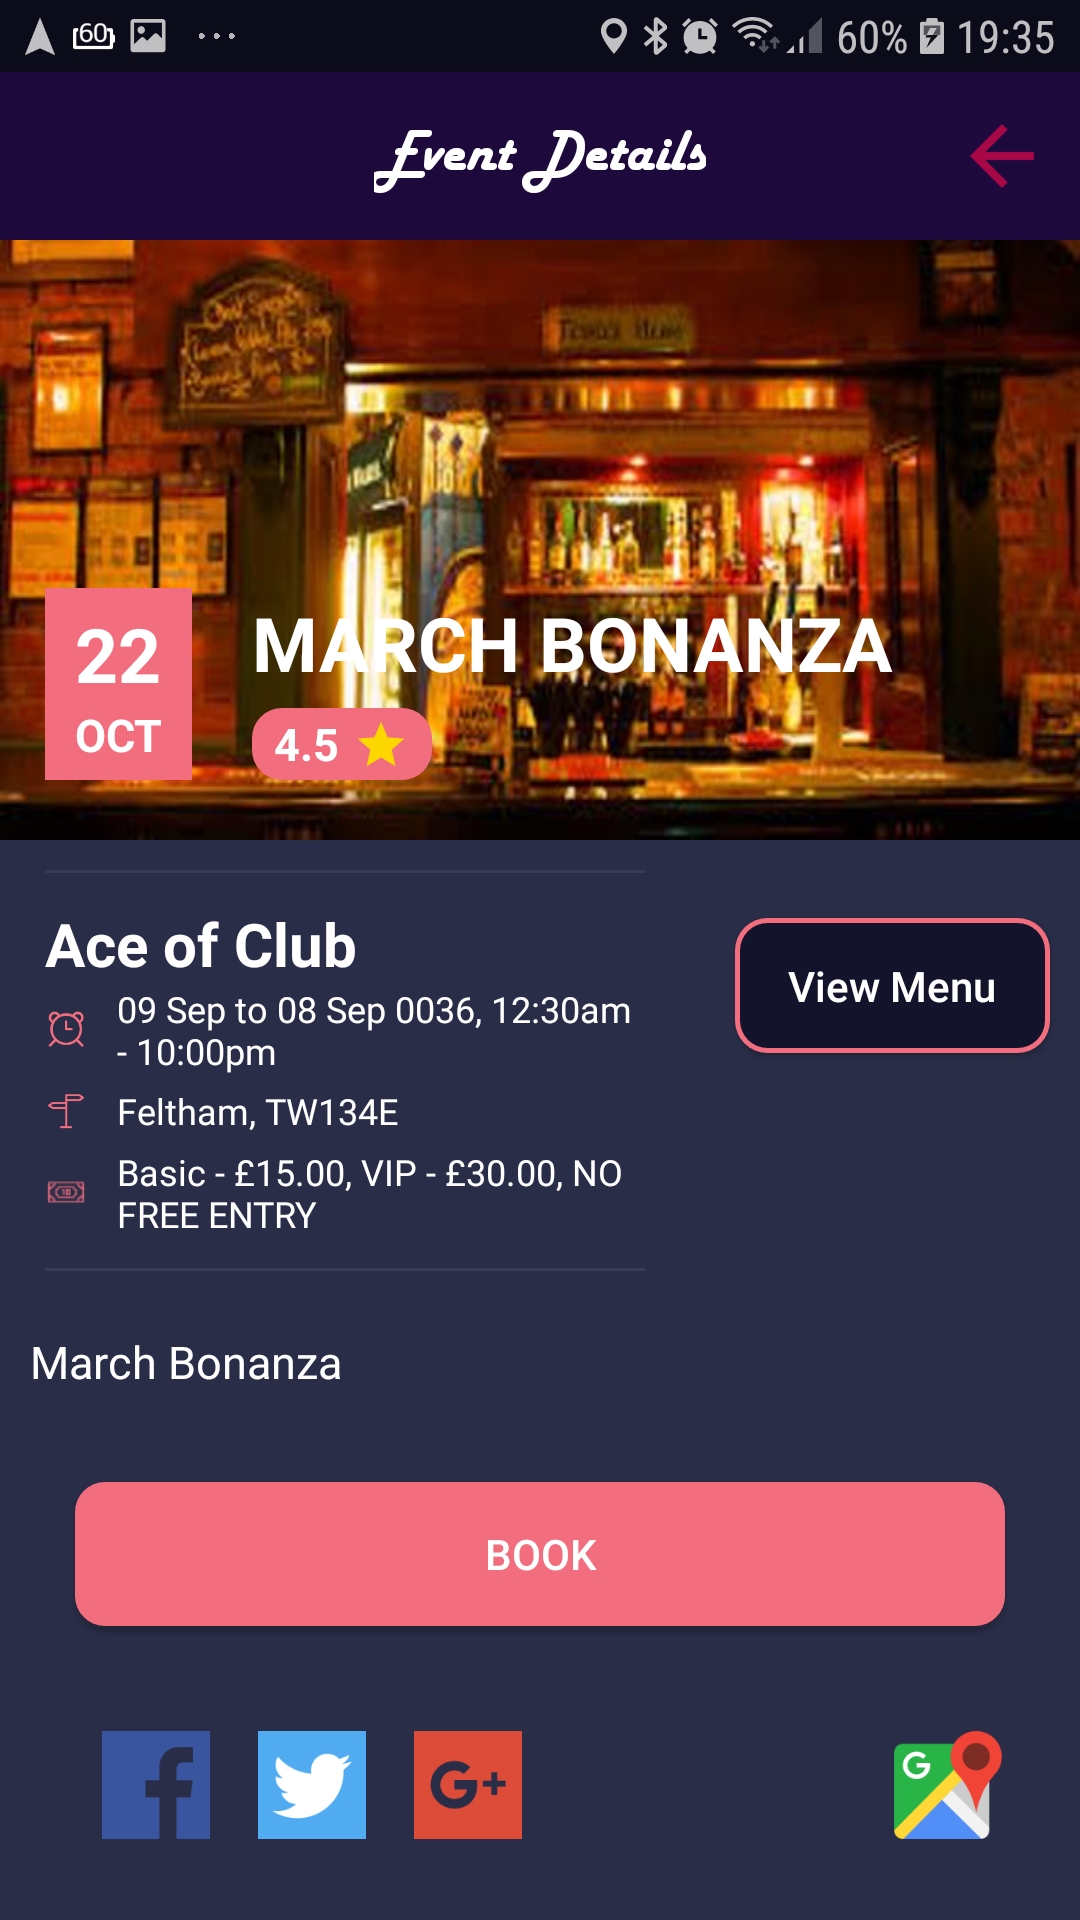 60
60% 19:35
Event Details
22
OCT
MARCH BONANZA
4.5
Ace of Club
View Menu
09 Sep to 08 Sep 0036, 12:30am
- 10:00pm
Feltham, TW134E
Basic - £15.00, VIP - £30.00, NO
FREE ENTRY
March Bonanza
BOOK
f
G+
G